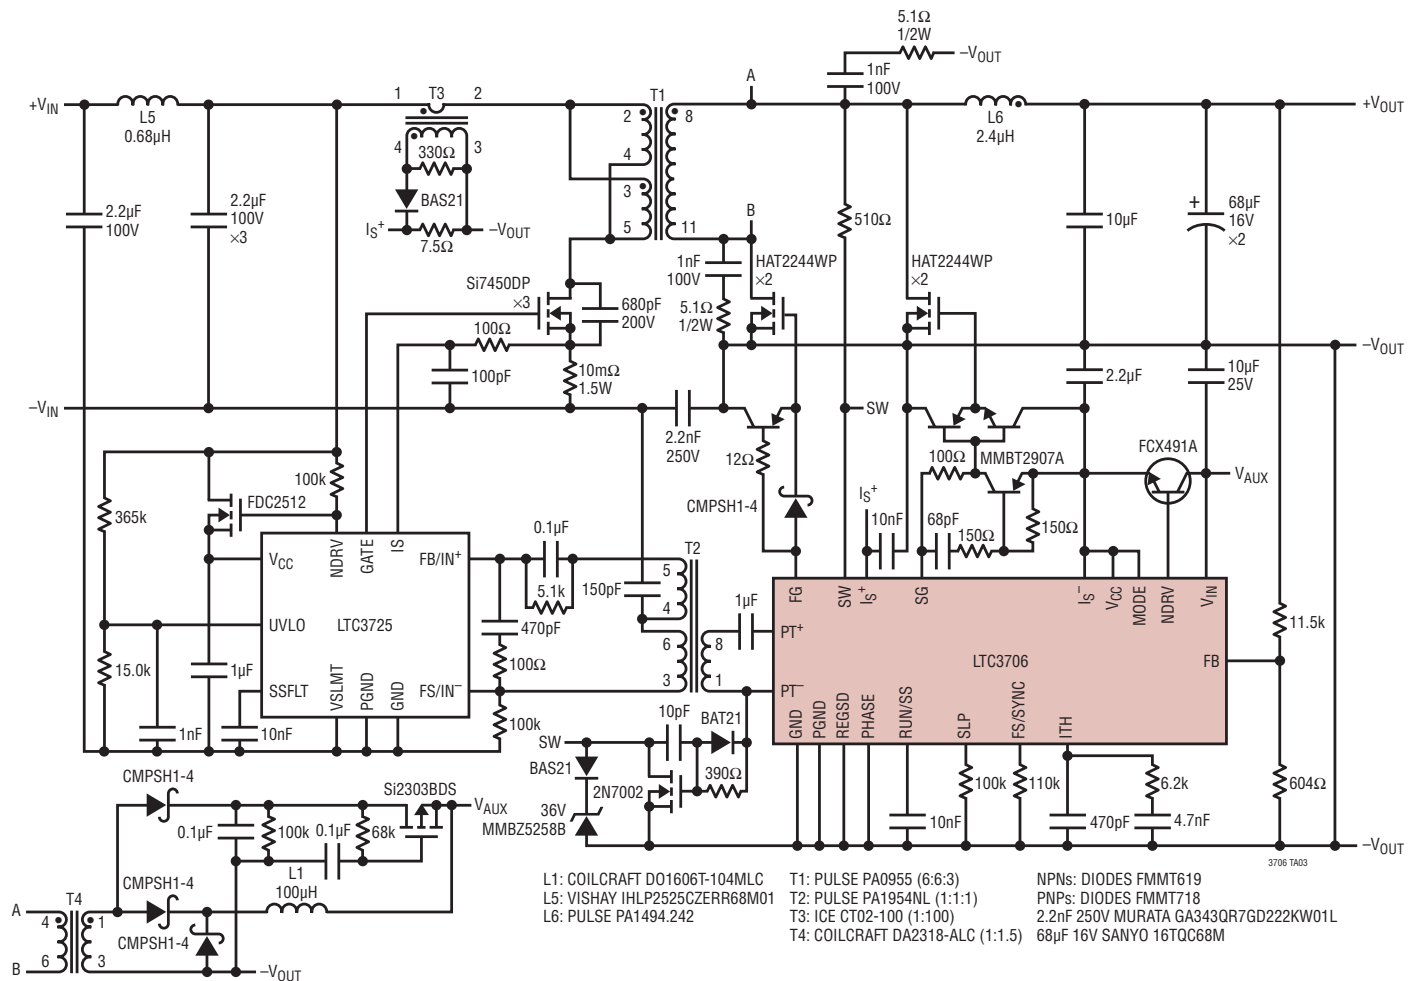 5.1Ω
1/2W
–VOUT
1nF
100V
A
+VIN
L5
0.68µH
1
T3
2
T1
2
8
L6
2.4µH
+VOUT
4
330Ω
3
4
3
BAS21
IS+
7.5Ω
–VOUT
5
11
B
2.2µF
100V
2.2µF
100V
×3
510Ω
10µF
+
68µF
16V
×2
Si7450DP
×3
680pF
200V
1nF
100V
5.1Ω
1/2W
HAT2244WP
×2
HAT2244WP
×2
100Ω
100pF
10mΩ
1.5W
–VOUT
2.2µF
10µF
25V
–VIN
2.2nF
250V
SW
12Ω
100Ω
MMBT2907A
FCX491A
VAUX
100k
FDC2512
365k
CMPSH1-4
IS+
10nF
68pF
150Ω
150Ω
VCC
NDRV
GATE
IS
FB/IN+
UVLO
LTC3725
SSFLT
VSLMT
PGND
GND
FS/IN–
0.1µF
5.1k
470pF
100Ω
100k
150pF
T2
5
4
6
3
8
1
1µF
15.0k
1µF
1nF
10nF
FG
SW
IS+
SG
IS–
VCC
MODE
NDRV
VIN
PT+
PT–
LTC3706
FB
GND
PGND
REGSD
PHASE
RUN/SS
SLP
FS/SYNC
ITH
11.5k
604Ω
10pF
BAT21
SW
BAS21
2N7002
390Ω
36V
MMBZ5258B
10nF
100k
110k
470pF
6.2k
4.7nF
–VOUT
3706 TA03
CMPSH1-4
Si2303BDS
VAUX
0.1µF
100k
0.1µF
68k
L1
100µH
T4
CMPSH1-4
A
4
1
CMPSH1-4
B
6
3
–VOUT
L1: COILCRAFT DO1606T-104MLC
L5: VISHAY IHLP2525CZERR68M01
L6: PULSE PA1494.242
T1: PULSE PA0955 (6:6:3)
T2: PULSE PA1954NL (1:1:1)
T3: ICE CT02-100 (1:100)
T4: COILCRAFT DA2318-ALC (1:1.5)
NPNs: DIODES FMMT619
PNPs: DIODES FMMT718
2.2nF 250V MURATA GA343QR7GD222KW01L
68µF 16V SANYO 16TQC68M